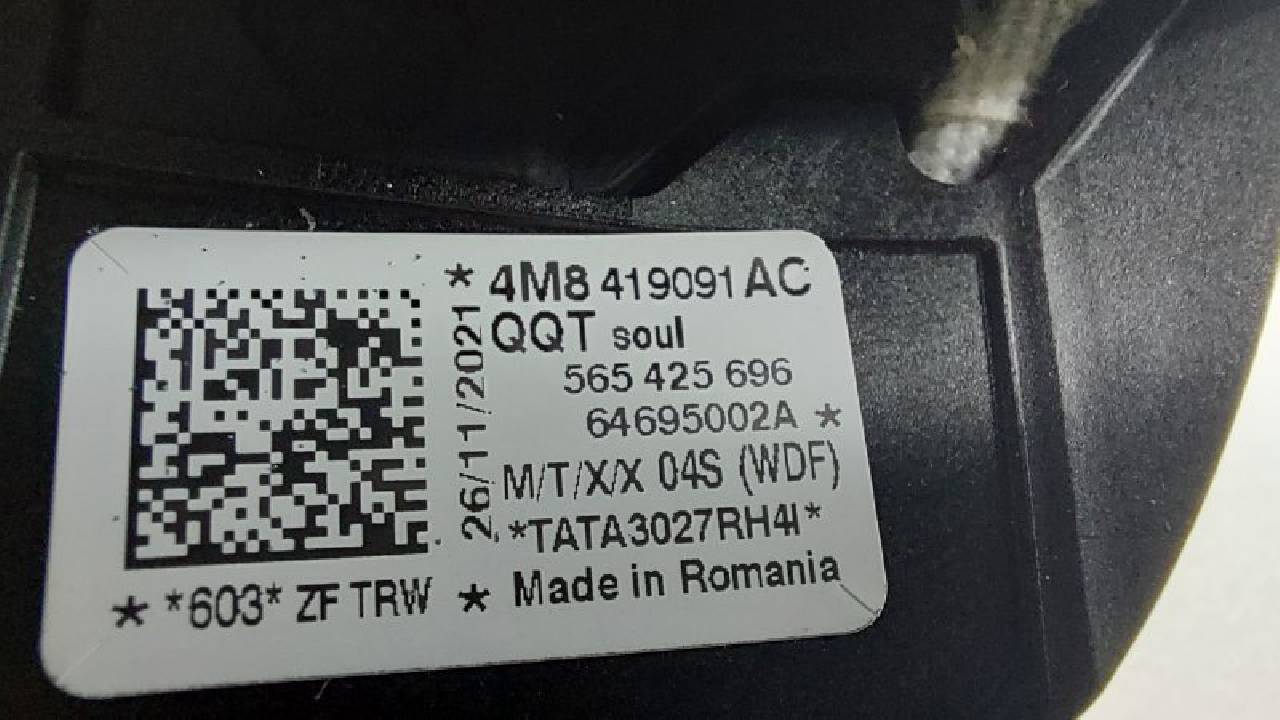 * 4M8 419091 AC
QQT soul
565 425 696
64695002A *
M/T/X/X 04S (WDF)
*TATA3027RH4I*
* Made in Romania
26/11/2021
* *603* ZF TRW